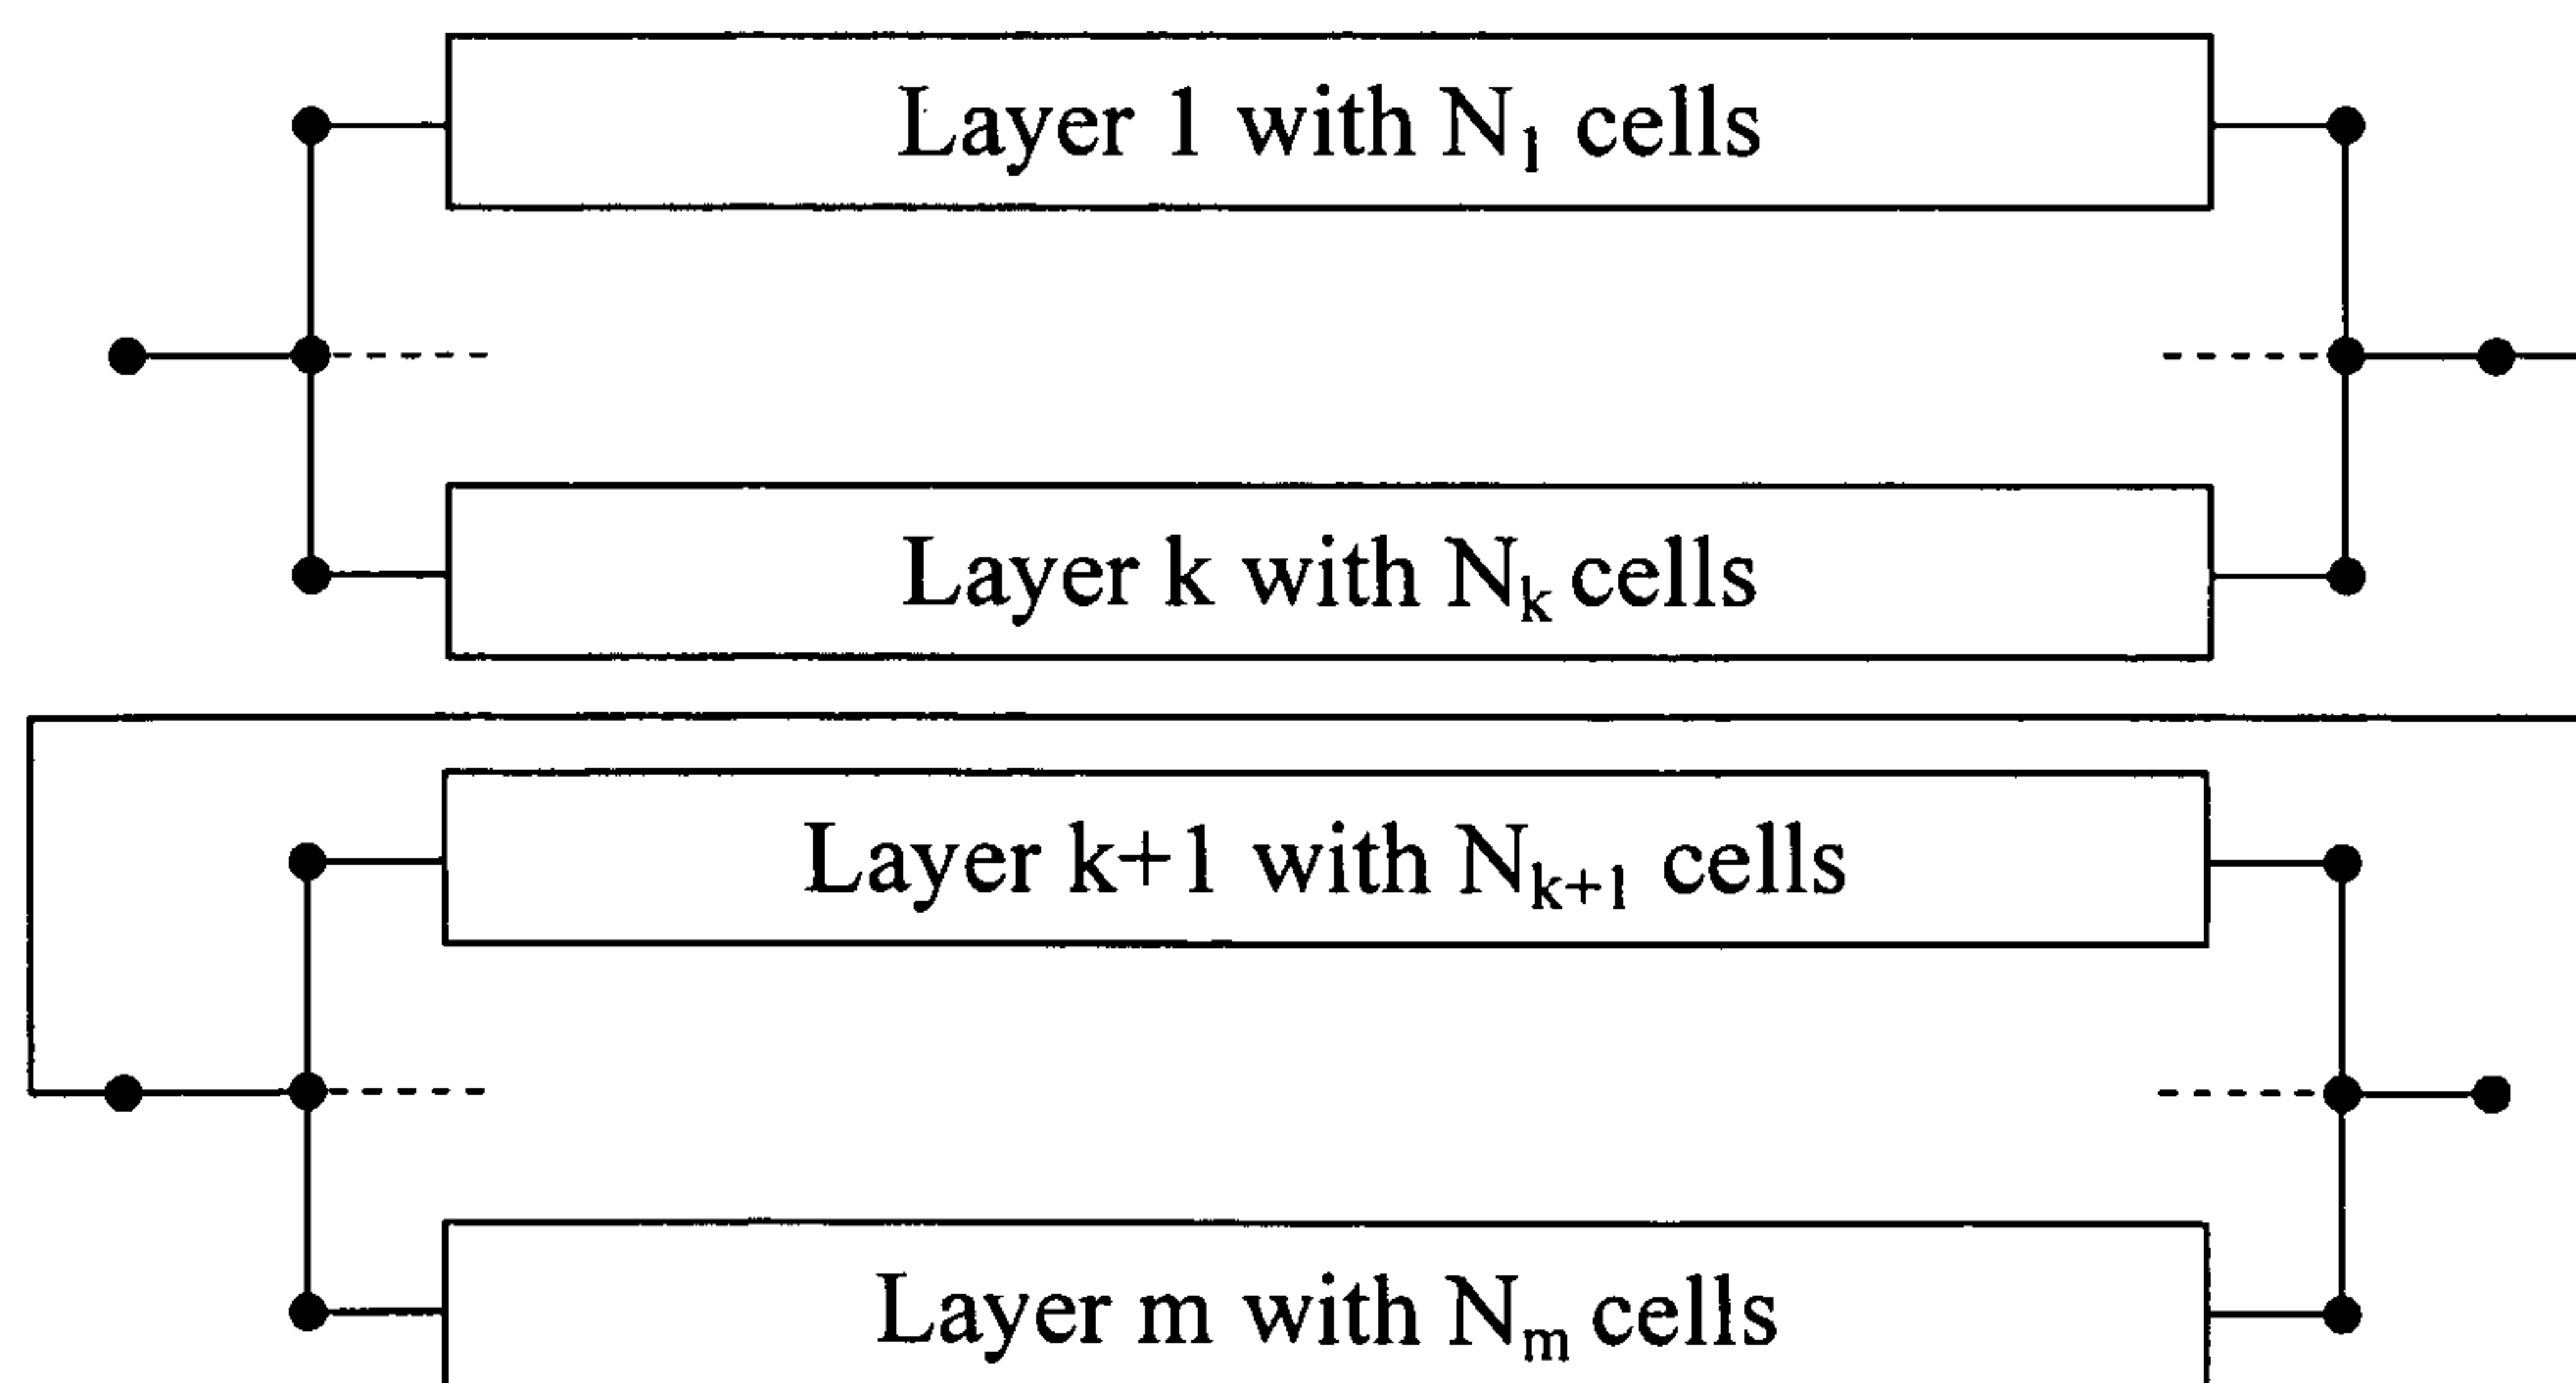 Layer 1 with N₁ cells
Layer k with Nₖ cells
Layer k+1 with Nₖ₊₁ cells
Layer m with Nₘ cells